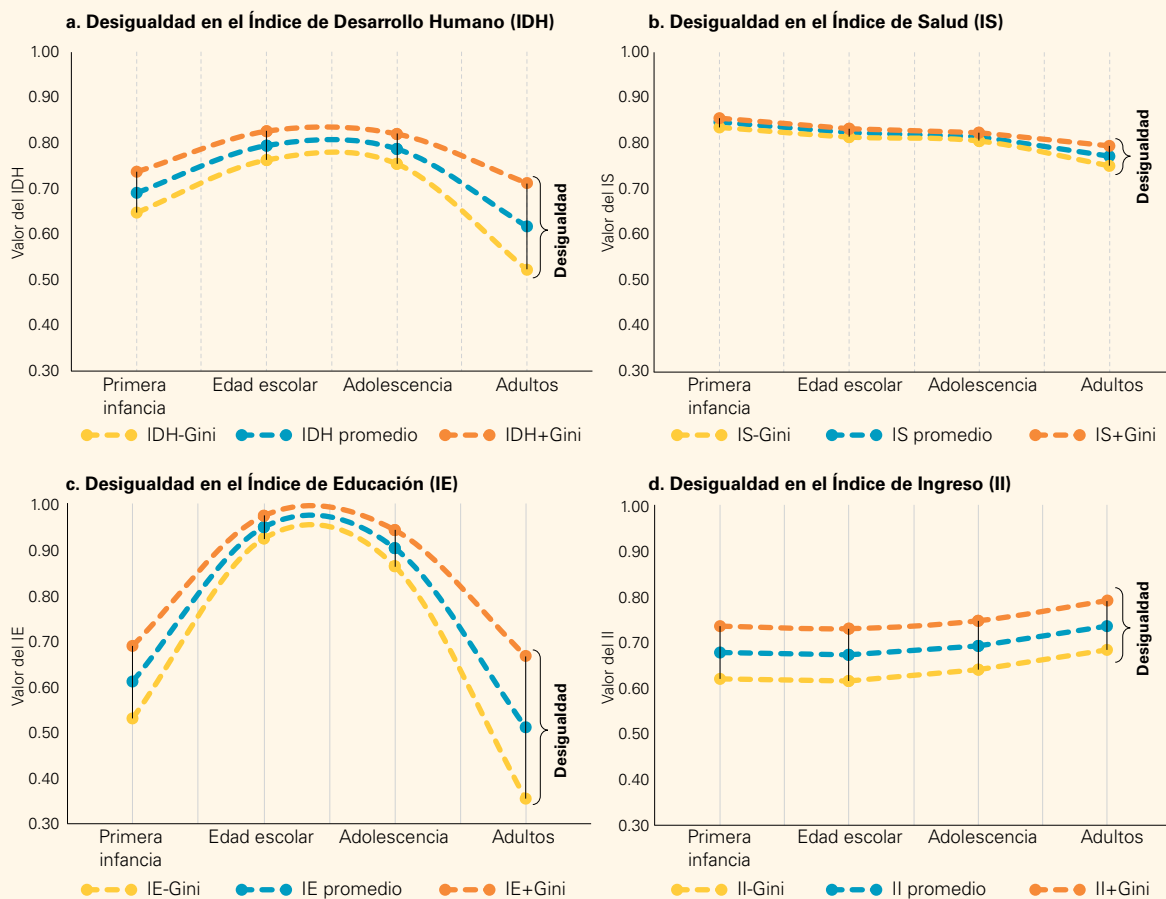 a. Desigualdad en el Índice de Desarrollo Humano (IDH)
1.00
0.90
0.80
0.70
0.60
0.50
0.40
0.30
Valor del IDH
Desigualdad
Primera
infancia
Edad escolar
Adolescencia
Adultos
IDH-Gini
IDH promedio
IDH+Gini
b. Desigualdad en el Índice de Salud (IS)
1.00
0.90
0.80
0.70
0.60
0.50
0.40
0.30
Valor del IS
Desigualdad
Primera
infancia
Edad escolar
Adolescencia
Adultos
IS-Gini
IS promedio
IS+Gini
c. Desigualdad en el Índice de Educación (IE)
1.00
0.90
0.80
0.70
0.60
0.50
0.40
0.30
Valor del IE
Desigualdad
Primera
infancia
Edad escolar
Adolescencia
Adultos
IE-Gini
IE promedio
IE+Gini
d. Desigualdad en el Índice de Ingreso (II)
1.00
0.90
0.80
0.70
0.60
0.50
0.40
0.30
Valor del II
Desigualdad
Primera
infancia
Edad escolar
Adolescencia
Adultos
II-Gini
II promedio
II+Gini